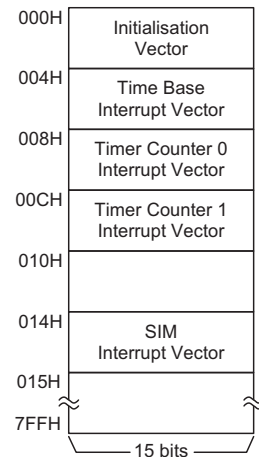 000H
Initialisation
Vector
004H
Time Base
Interrupt Vector
008H
Timer Counter 0
Interrupt Vector
00CH
Timer Counter 1
Interrupt Vector
010H
014H
SIM
Interrupt Vector
015H
7FFH
15 bits